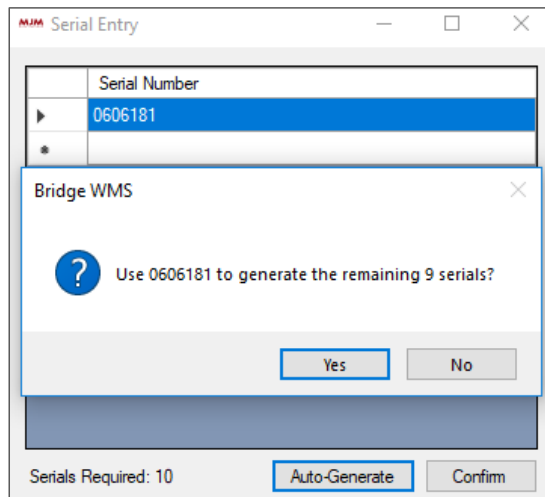 MJM Serial Entry
Serial Number
0606181
Bridge WMS
? Use 0606181 to generate the remaining 9 serials?
Yes No
Serials Required: 10 Auto-Generate Confirm